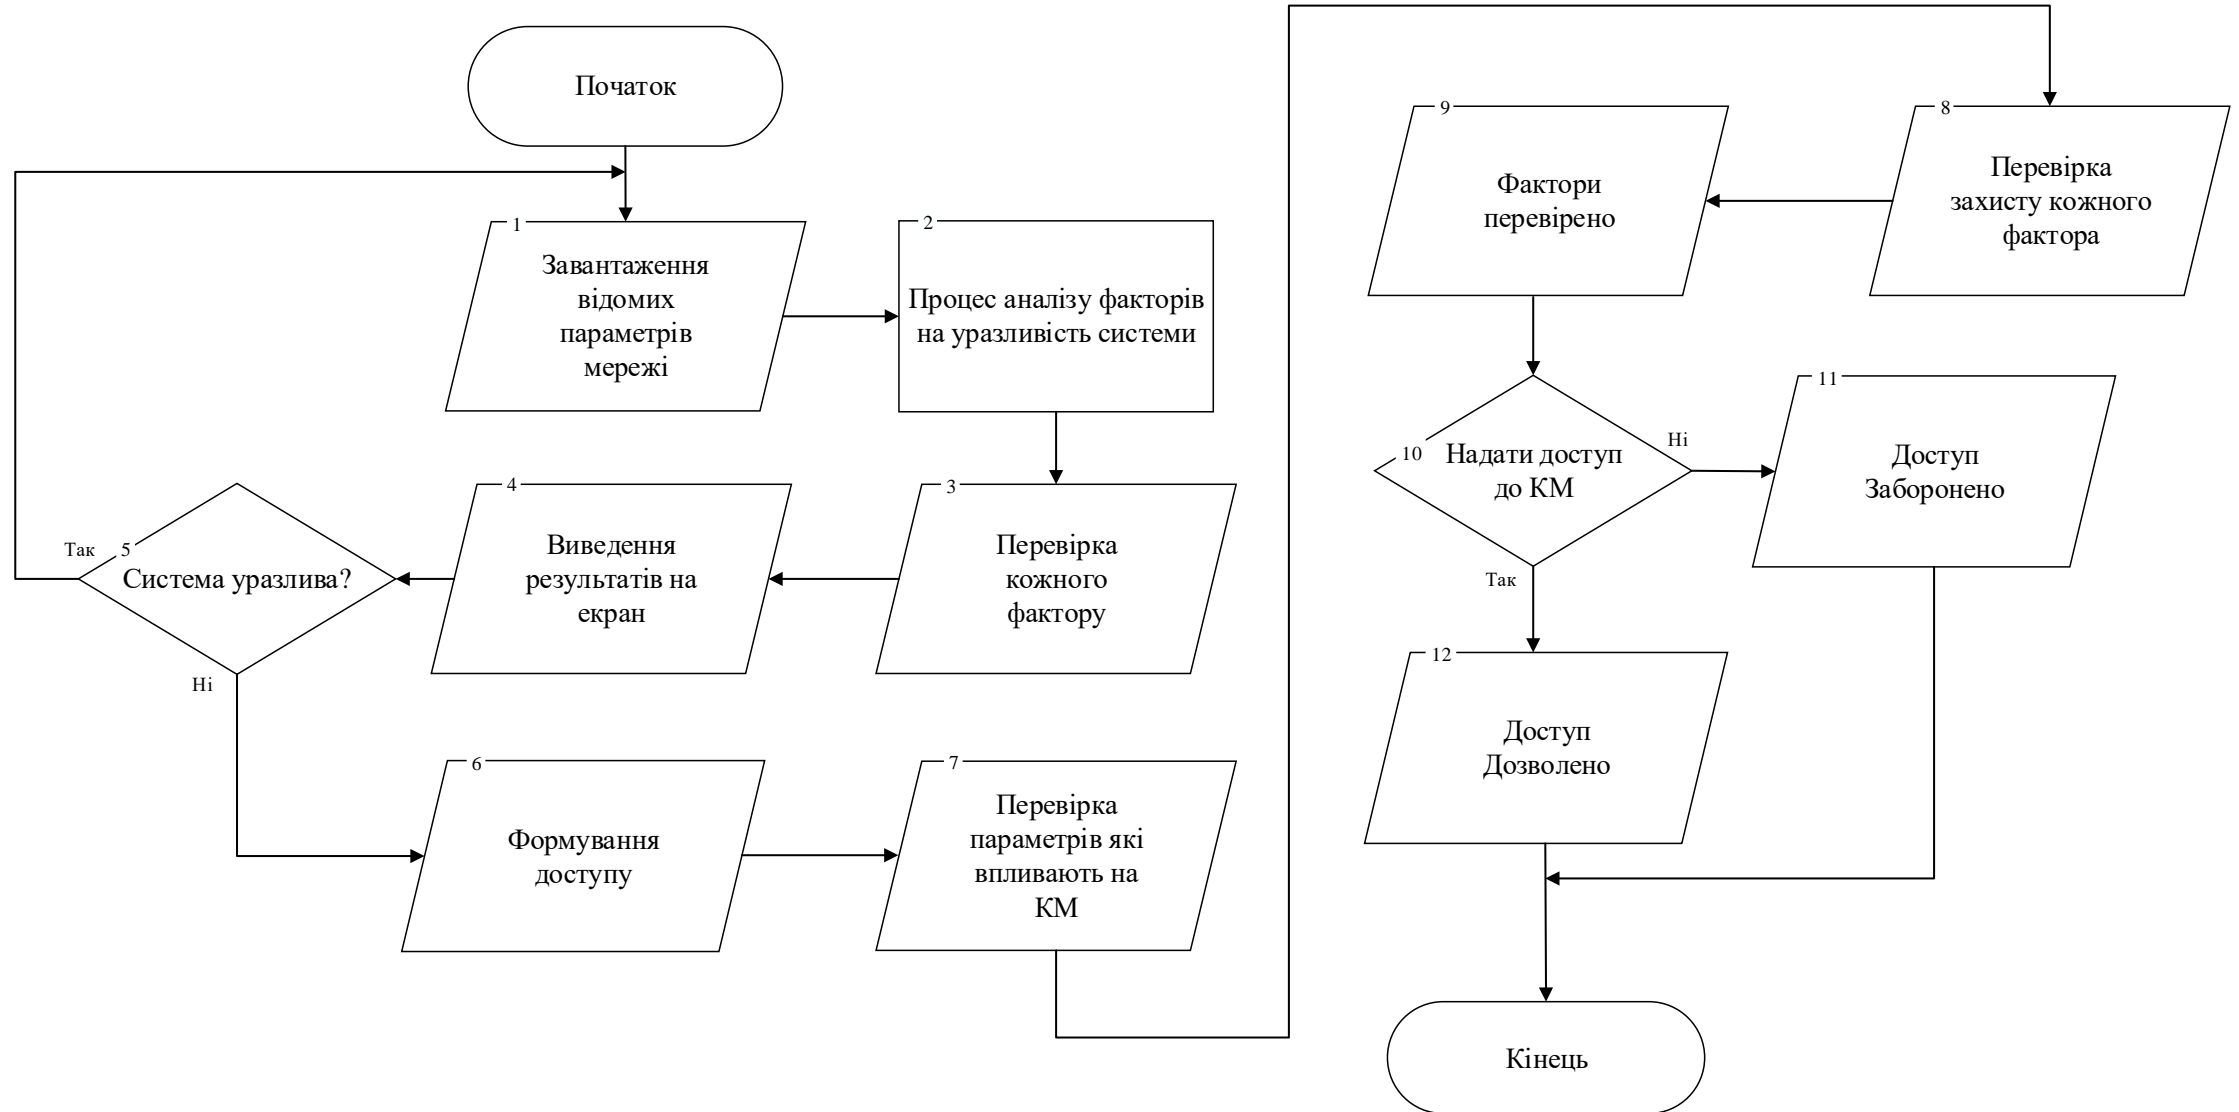 Початок
1
Завантаження
відомих
параметрів
мережі
2
Процес аналізу факторів
на уразливість системи
3
Перевірка
кожного
фактору
4
Виведення
результатів на
екран
5
Система уразлива?
Так
Ні
6
Формування
доступу
7
Перевірка
параметрів які
впливають на
КМ
8
Перевірка
захисту кожного
фактора
9
Фактори
перевірено
10
Надати доступ
до КМ
Ні
Так
11
Доступ
Заборонено
12
Доступ
Дозволено
Кінець